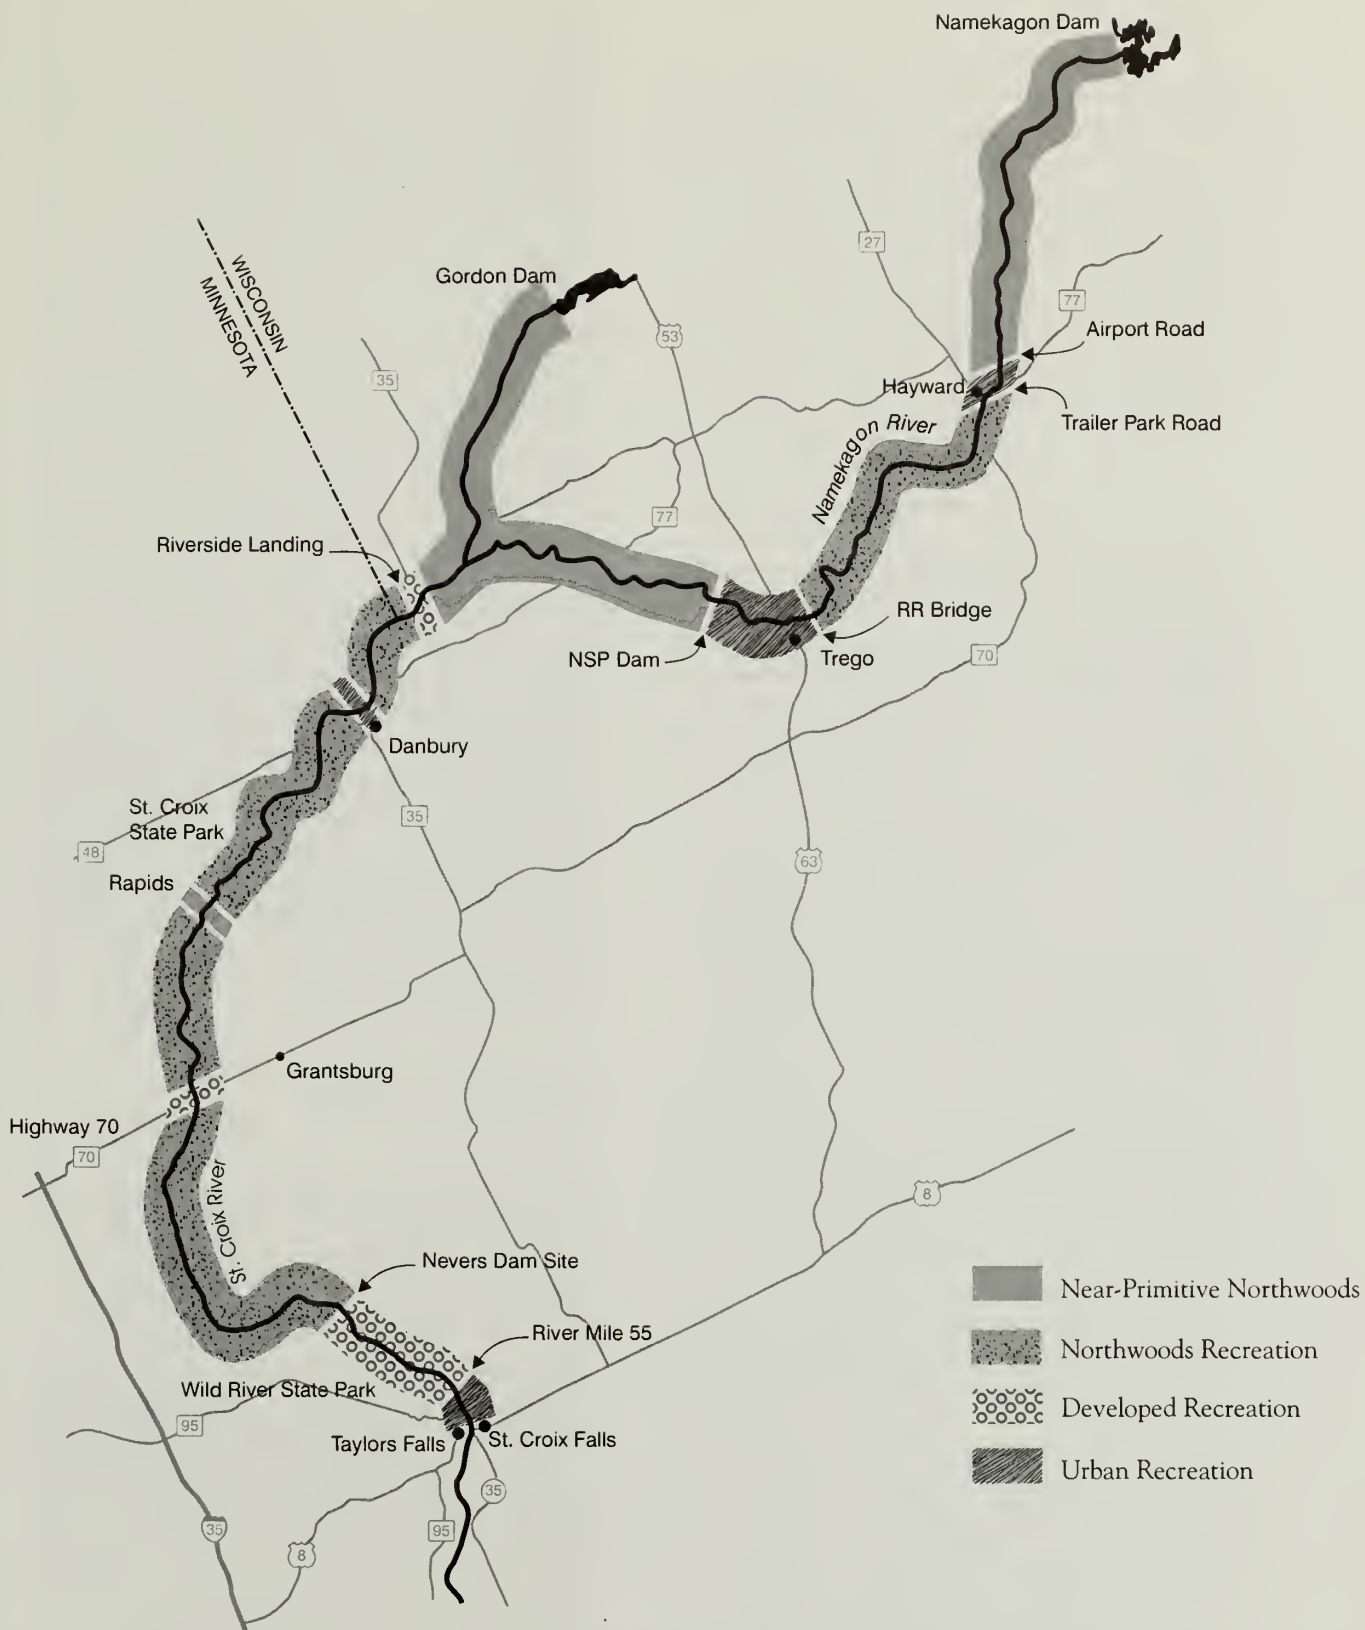 Namekagon Dam
27
WISCONSIN
MINNESOTA
Gordon Dam
53
77
Airport Road
35
Hayward
Trailer Park Road
Namekagon River
77
Riverside Landing
RR Bridge
NSP Dam
Trego
70
Danbury
St. Croix
State Park
35
48
63
Rapids
Grantsburg
Highway 70
70
St. Croix River
8
Nevers Dam Site
Near-Primitive Northwoods
River Mile 55
Northwoods Recreation
Wild River State Park
Developed Recreation
95
Taylors Falls
St. Croix Falls
Urban Recreation
35
35
95
8